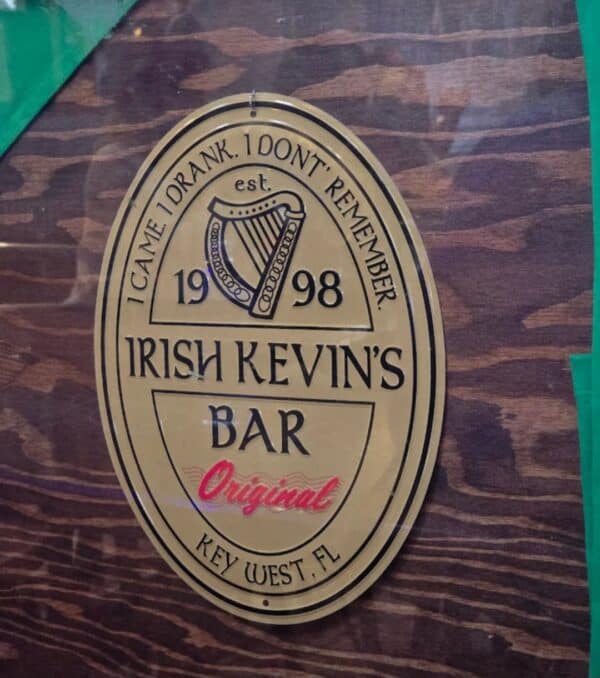 I CAME. I DRANK. I DONT' REMEMBER.
est.
19 98
IRISH KEVIN'S
BAR
Original
KEY WEST, FL